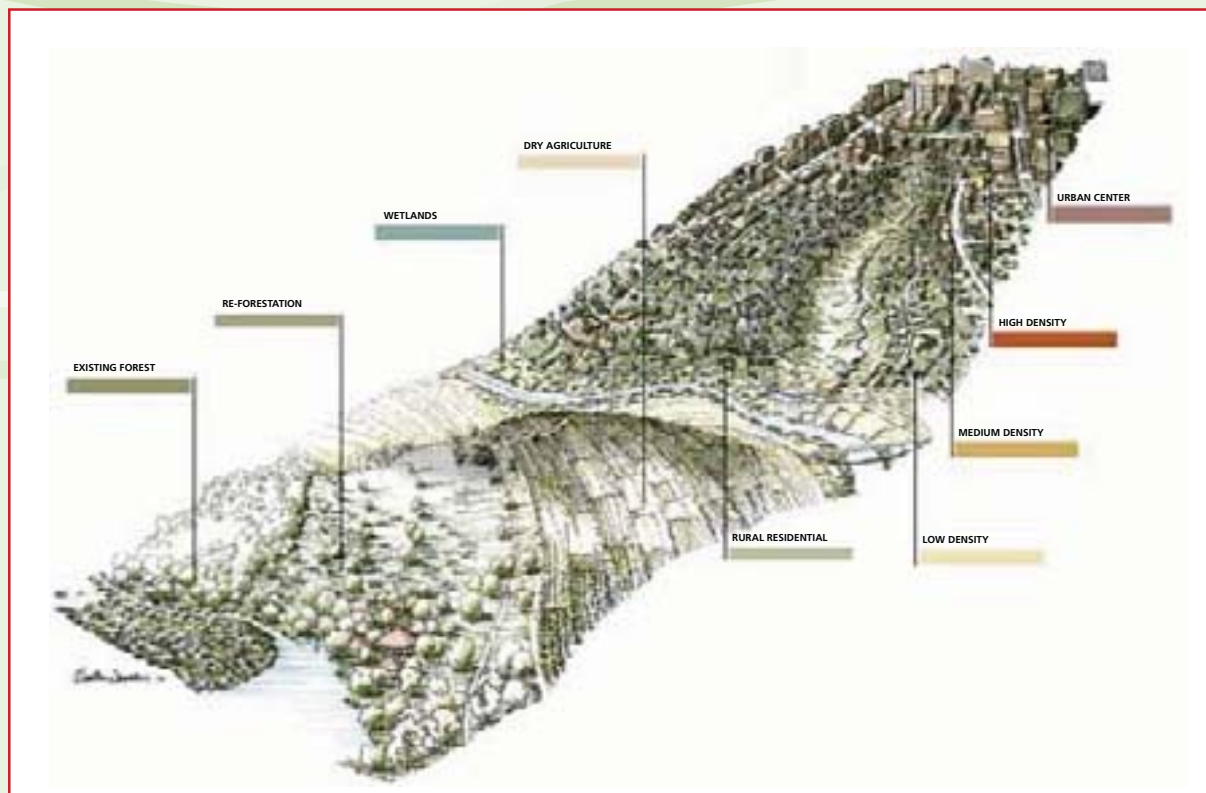 DRY AGRICULTURE
URBAN CENTER
WETLANDS
RE-FORESTATION
HIGH DENSITY
EXISTING FOREST
MEDIUM DENSITY
RURAL RESIDENTIAL
LOW DENSITY